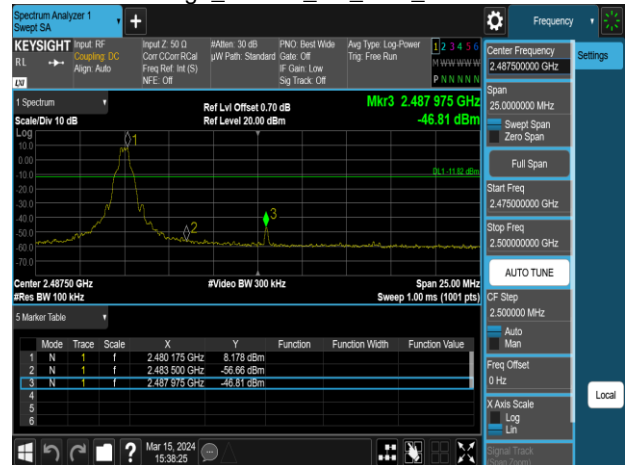 Spectrum Analyzer 1
Swept SA
Frequency
KEYSIGHT
R L
Input: RF
Coupling: DC
Align: Auto
Input Z: 50 Ω
Corr CCorr RCal
Freq Ref: Int (S)
NFE: Off
#Atten: 30 dB
µW Path: Standard
PNO: Best Wide
Gate: Off
IF Gain: Low
Sig Track: Off
Avg Type: Log-Power
Trig: Free Run
1 2 3 4 5 6
M W W W W W
P N N N N N
LXI
1 Spectrum
Scale/Div 10 dB
Ref Lvl Offset 0.70 dB
Ref Level 20.00 dBm
Mkr3 2.487 975 GHz
-46.81 dBm
Log
10.0
0.00
-10.0
-20.0
-30.0
-40.0
-50.0
-60.0
-70.0
1
2
3
DL1 -11.82 dBm
Center 2.48750 GHz
#Res BW 100 kHz
#Video BW 300 kHz
Span 25.00 MHz
Sweep 1.00 ms (1001 pts)
5 Marker Table
Mode Trace Scale X Y Function Function Width Function Value
1 N 1 f 2.480 175 GHz 8.178 dBm
2 N 1 f 2.483 500 GHz -56.66 dBm
3 N 1 f 2.487 975 GHz -46.81 dBm
4
5
6
Mar 15, 2024
15:38:25
Center Frequency
2.487500000 GHz
Span
25.0000000 MHz
Swept Span
Zero Span
Full Span
Start Freq
2.475000000 GHz
Stop Freq
2.500000000 GHz
AUTO TUNE
CF Step
2.500000 MHz
Auto
Man
Freq Offset
0 Hz
X Axis Scale
Log
Lin
Signal Track
(Span Zoom)
Settings
Local